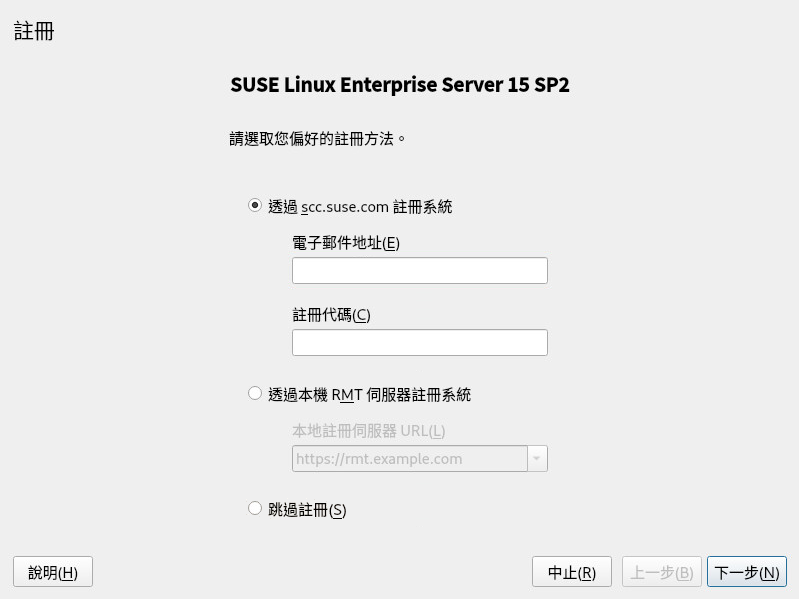 註冊
SUSE Linux Enterprise Server 15 SP2
請選取您偏好的註冊方法。
透過 scc.suse.com 註冊系統
電子郵件地址(E)
註冊代碼(C)
透過本機 RMT 伺服器註冊系統
本地註冊伺服器 URL(L)
https://rmt.example.com
跳過註冊(S)
說明(H)
中止(R)
上一步(B)
下一步(N)